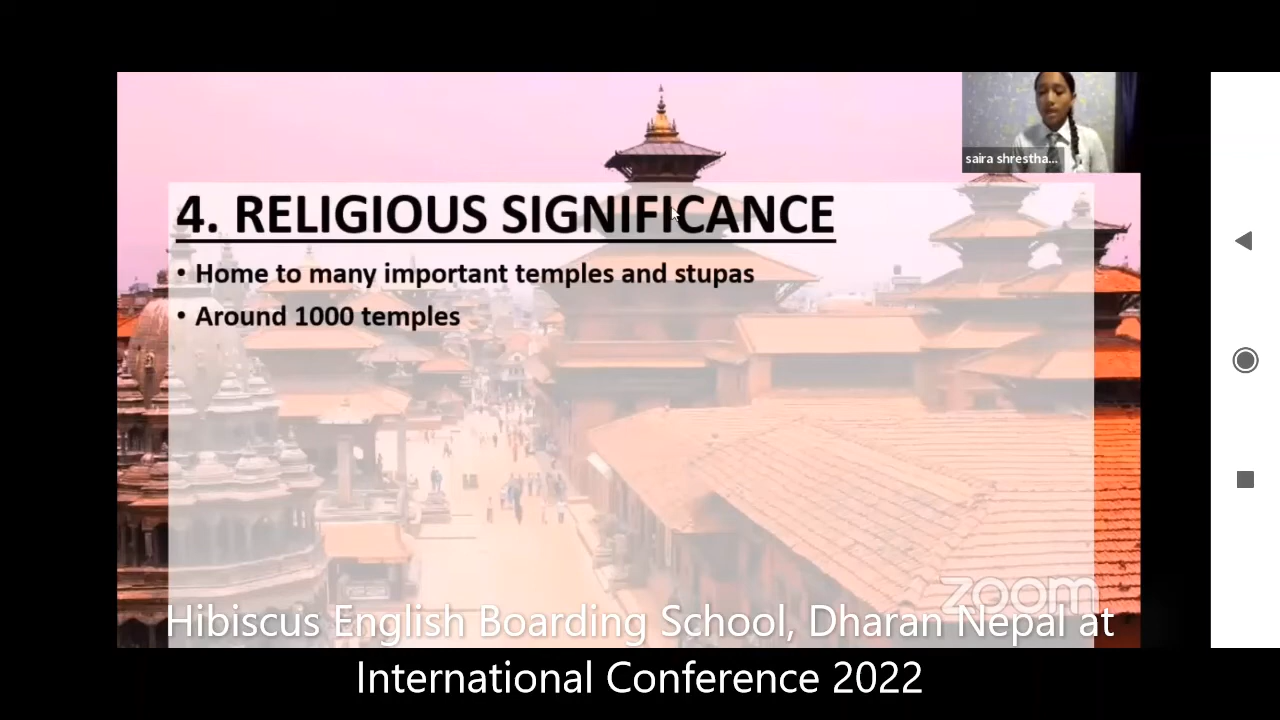 saira shrestha...
4. RELIGIOUS SIGNIFICANCE
• Home to many important temples and stupas
• Around 1000 temples
zoom
Hibiscus English Boarding School, Dharan Nepal at
International Conference 2022